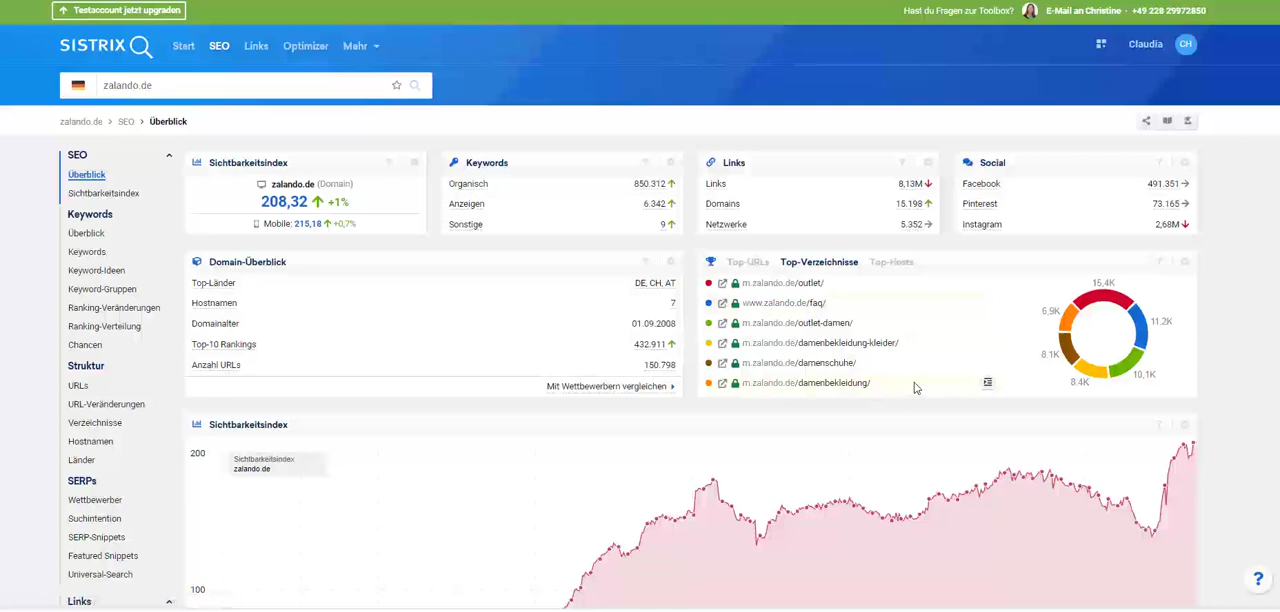 Testaccount jetzt upgraden
Hast du Fragen zur Toolbox? E-Mail an Christine · +49 228 29972850
SISTRIX Start SEO Links Optimizer Mehr Claudia CH
zalando.de
zalando.de > SEO > Überblick
SEO
Überblick
Sichtbarkeitsindex
Keywords
Überblick
Keywords
Keyword-Ideen
Keyword-Gruppen
Ranking-Veränderungen
Ranking-Verteilung
Chancen
Struktur
URLs
URL-Veränderungen
Verzeichnisse
Hostnamen
Länder
SERPs
Wettbewerber
Suchintention
SERP-Snippets
Featured Snippets
Universal-Search
Links
Sichtbarkeitsindex
zalando.de (Domain)
208,32 +1%
Mobile: 215,18 +0,7%
Keywords
Organisch 850.312
Anzeigen 6.342
Sonstige 9
Links
Links 8,13M
Domains 15.198
Netzwerke 5.352
Social
Facebook 491.351
Pinterest 73.165
Instagram 2,68M
Domain-Überblick
Top-Länder DE, CH, AT
Hostnamen 7
Domainalter 01.09.2008
Top-10 Rankings 432.911
Anzahl URLs 150.798
Mit Wettbewerbern vergleichen
Top-URLs Top-Verzeichnisse Top-Hosts
m.zalando.de/outlet/
www.zalando.de/faq/
m.zalando.de/outlet-damen/
m.zalando.de/damenbekleidung-kleider/
m.zalando.de/damenschuhe/
m.zalando.de/damenbekleidung/
15,4K
11,2K
10,1K
8,4K
8,1K
6,9K
Sichtbarkeitsindex
200
Sichtbarkeitsindex
zalando.de
100
?